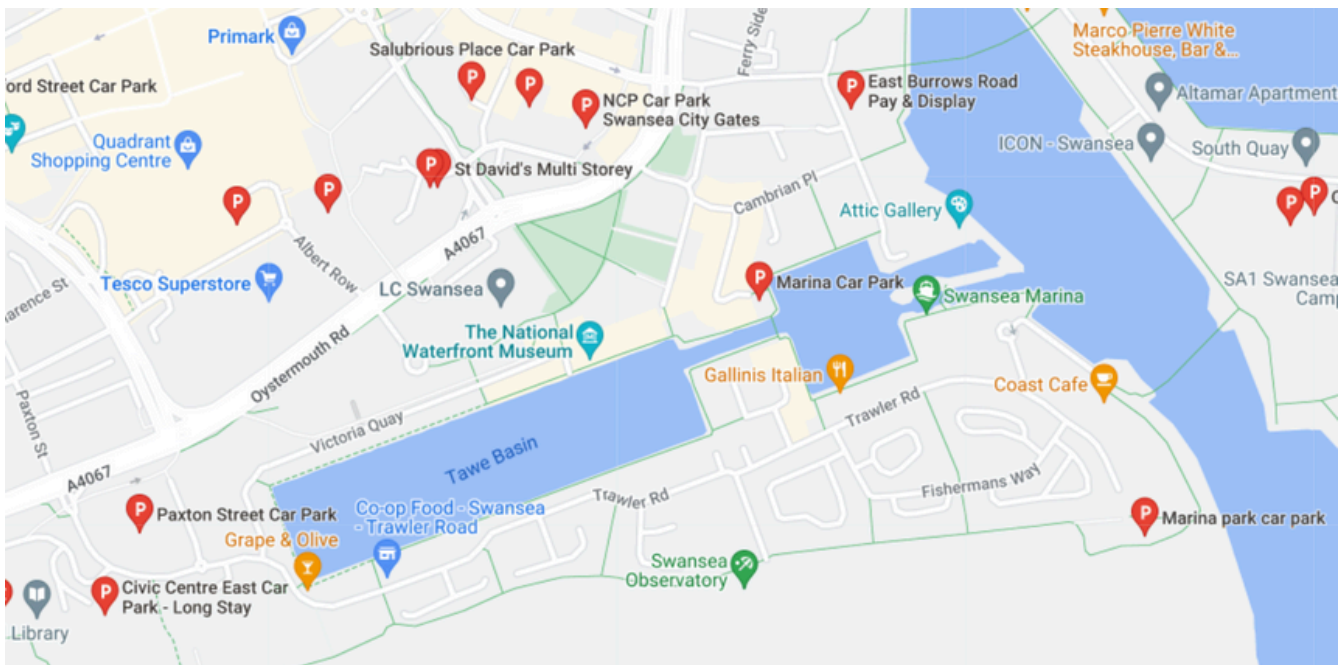 Primark
Salubrious Place Car Park
Ferry Side
Marco Pierre White
Steakhouse, Bar &...
ord Street Car Park
P
P
P
NCP Car Park
Swansea City Gates
P
East Burrows Road
Pay & Display
Altamar Apartment
Quadrant
Shopping Centre
P
St David's Multi Storey
ICON - Swansea
South Quay
P
P
Cambrian Pl
Attic Gallery
P
P
C
A4067
Albert Row
Tesco Superstore
LC Swansea
P
Marina Car Park
Swansea Marina
SA1 Swansea
Camp
larence St
The National
Waterfront Museum
Oystermouth Rd
Gallinis Italian
Coast Cafe
Paxton St
Victoria Quay
Trawler Rd
Tawe Basin
A4067
Trawler Rd
Fishermans Way
P
Paxton Street Car Park
Co-op Food - Swansea
- Trawler Road
P
Marina park car park
Grape & Olive
Swansea
Observatory
P
Civic Centre East Car
Park - Long Stay
Library